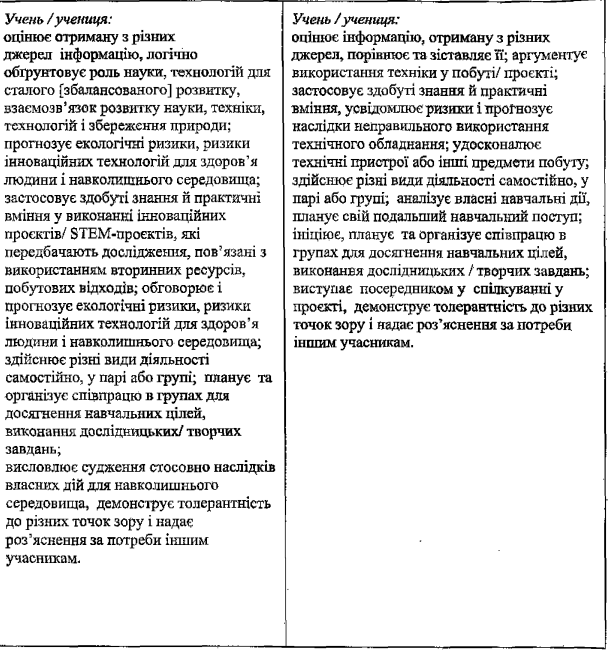 Учень / учениця:
оцінює отриману з різних
джерел інформацію, логічно
обґрунтовує роль науки, технологій для
сталого [збалансованого] розвитку,
взаємозв'язок розвитку науки, техніки,
технологій і збереження природи;
прогнозує екологічні ризики, ризики
інноваційних технологій для здоров'я
людини і навколишнього середовища;
застосовує здобуті знання й практичні
вміння у виконанні інноваційних
проєктів/ STEM-проєктів, які
передбачають дослідження, пов'язані з
використанням вторинних ресурсів,
побутових відходів; обговорює і
прогнозує екологічні ризики, ризики
інноваційних технологій для здоров'я
людини і навколишнього середовища;
здійснює різні види діяльності
самостійно, у парі або групі; планує та
організує співпрацю в групах для
досягнення навчальних цілей,
виконання дослідницьких/ творчих
завдань;
висловлює судження стосовно наслідків
власних дій для навколишнього
середовища, демонструє толерантність
до різних точок зору і надає
роз'яснення за потреби іншим
учасникам.
Учень / учениця:
оцінює інформацію, отриману з різних
джерел, порівнює та зіставляє її; аргументує
використання техніки у побуті/ проєкті;
застосовує здобуті знання й практичні
вміння, усвідомлює ризики і прогнозує
наслідки неправильного використання
технічного обладнання; удосконалює
технічні пристрої або інші предмети побуту;
здійснює різні види діяльності самостійно, у
парі або групі; аналізує власні навчальні дії,
планує свій подальший навчальний поступ;
ініціює, планує та організує співпрацю в
групах для досягнення навчальних цілей,
виконання дослідницьких / творчих завдань;
виступає посередником у спілкуванні у
проєкті, демонструє толерантність до різних
точок зору і надає роз'яснення за потреби
іншим учасникам.